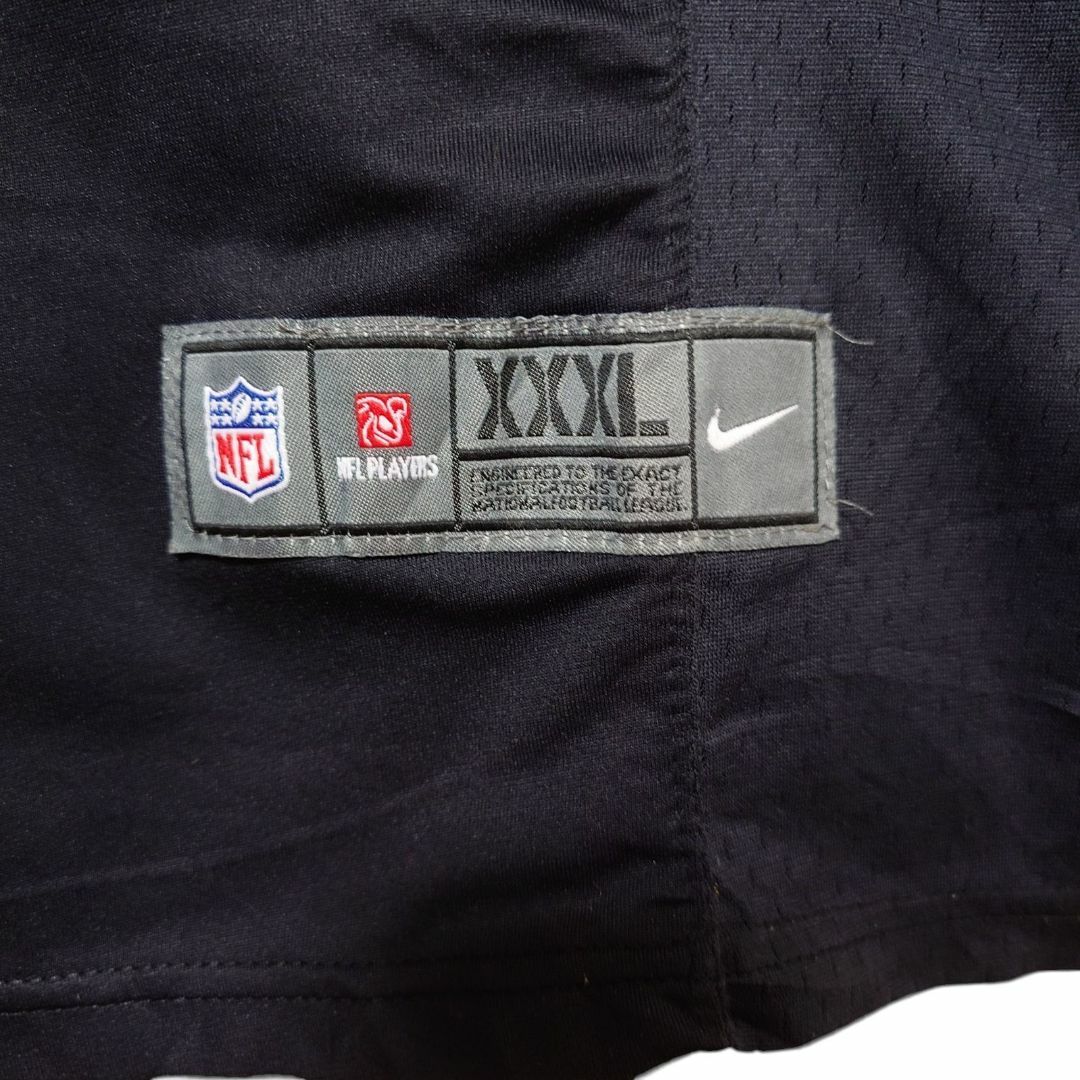 NFL
NFL PLAYERS
XXXL
ENGINEERED TO THE EXACT
SPECIFICATIONS OF THE
NATIONAL FOOTBALL LEAGUE.